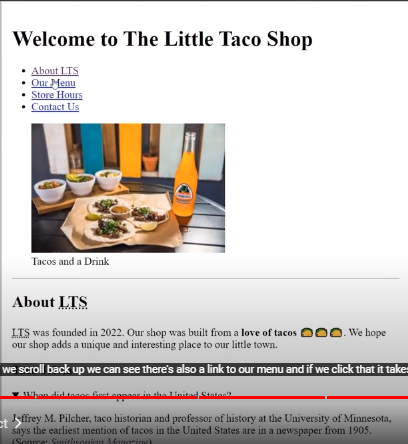 Welcome to The Little Taco Shop
About LTS
Our Menu
Store Hours
Contact Us
Tacos and a Drink
About LTS
LTS was founded in 2022. Our shop was built from a love of tacos 🌮🌮🌮. We hope
our shop adds a unique and interesting place to our little town.
we scroll back up we can see there's also a link to our menu and if we click that it takes
▼ When did tacos first appear in the United States?
ct >
Jeffrey M. Pilcher, taco historian and professor of history at the University of Minnesota,
says the earliest mention of tacos in the United States are in a newspaper from 1905.
(Source: Smithsonian Magazine)